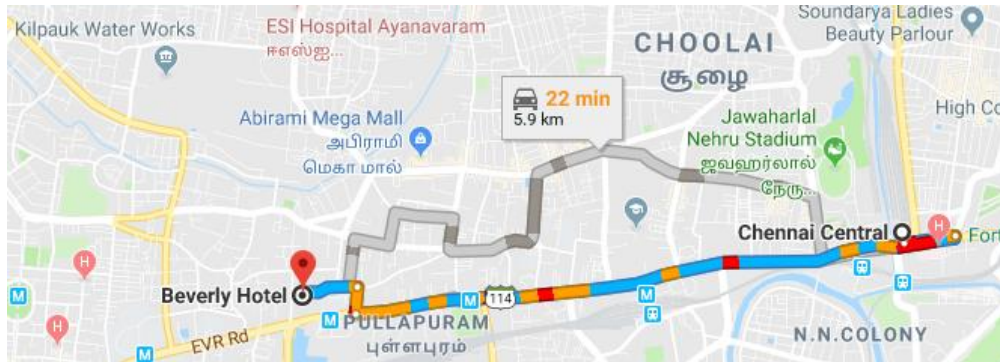 Kilpauk Water Works
ESI Hospital Ayanavaram
ஈஎஸ்ஐ...
CHOOLAI
சூழை
Soundarya Ladies
Beauty Parlour
22 min
5.9 km
High Co
Abirami Mega Mall
அபிராமி
மெகா மால்
Jawaharlal
Nehru Stadium
ஜவஹர்லால்
நேரு...
Chennai Central
H
Fort
H
M
Beverly Hotel
M
114
M
H
M
PULLAPURAM
புள்ளபுரம்
EVR Rd
M
N.N.COLONY